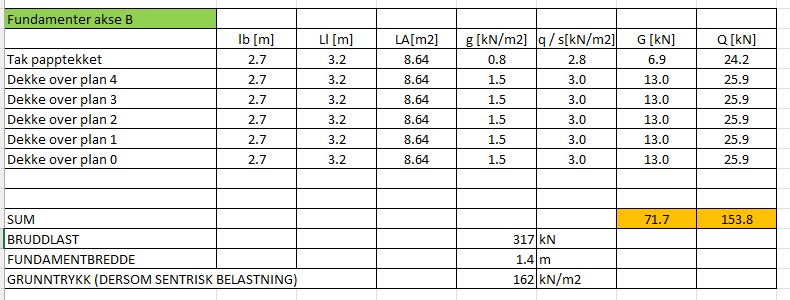 Fundamenter akse B
lb [m] Ll [m] LA[m2] g [kN/m2] q / s[kN/m2] G [kN] Q [kN]
Tak papptekket 2.7 3.2 8.64 0.8 2.8 6.9 24.2
Dekke over plan 4 2.7 3.2 8.64 1.5 3.0 13.0 25.9
Dekke over plan 3 2.7 3.2 8.64 1.5 3.0 13.0 25.9
Dekke over plan 2 2.7 3.2 8.64 1.5 3.0 13.0 25.9
Dekke over plan 1 2.7 3.2 8.64 1.5 3.0 13.0 25.9
Dekke over plan 0 2.7 3.2 8.64 1.5 3.0 13.0 25.9
SUM 71.7 153.8
BRUDDLAST 317 kN
FUNDAMENTBREDDE 1.4 m
GRUNNTRYKK (DERSOM SENTRISK BELASTNING) 162 kN/m2